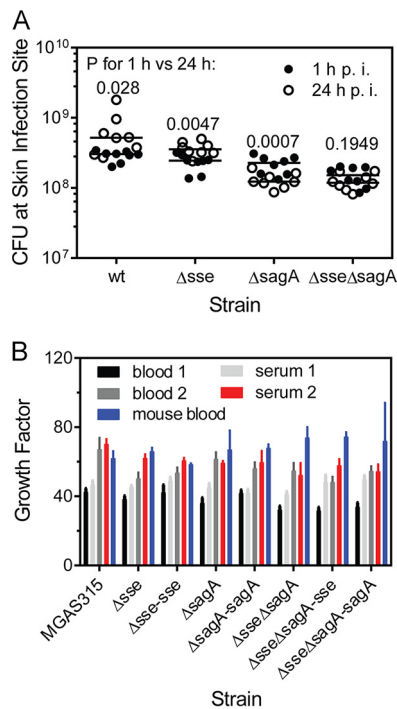 A
CFU at Skin Infection Site
10^10
10^9
10^8
10^7
P for 1 h vs 24 h:
1 h p. i.
24 h p. i.
0.028
0.0047
0.0007
0.1949
wt
Δsse
ΔsagA
ΔsseΔsagA
Strain
B
Growth Factor
120
80
40
0
blood 1
blood 2
mouse blood
serum 1
serum 2
MGAS315
Δsse
Δsse-sse
ΔsagA
ΔsagA-sagA
ΔsseΔsagA
ΔsseΔsagA-sse
ΔsseΔsagA-sagA
Strain